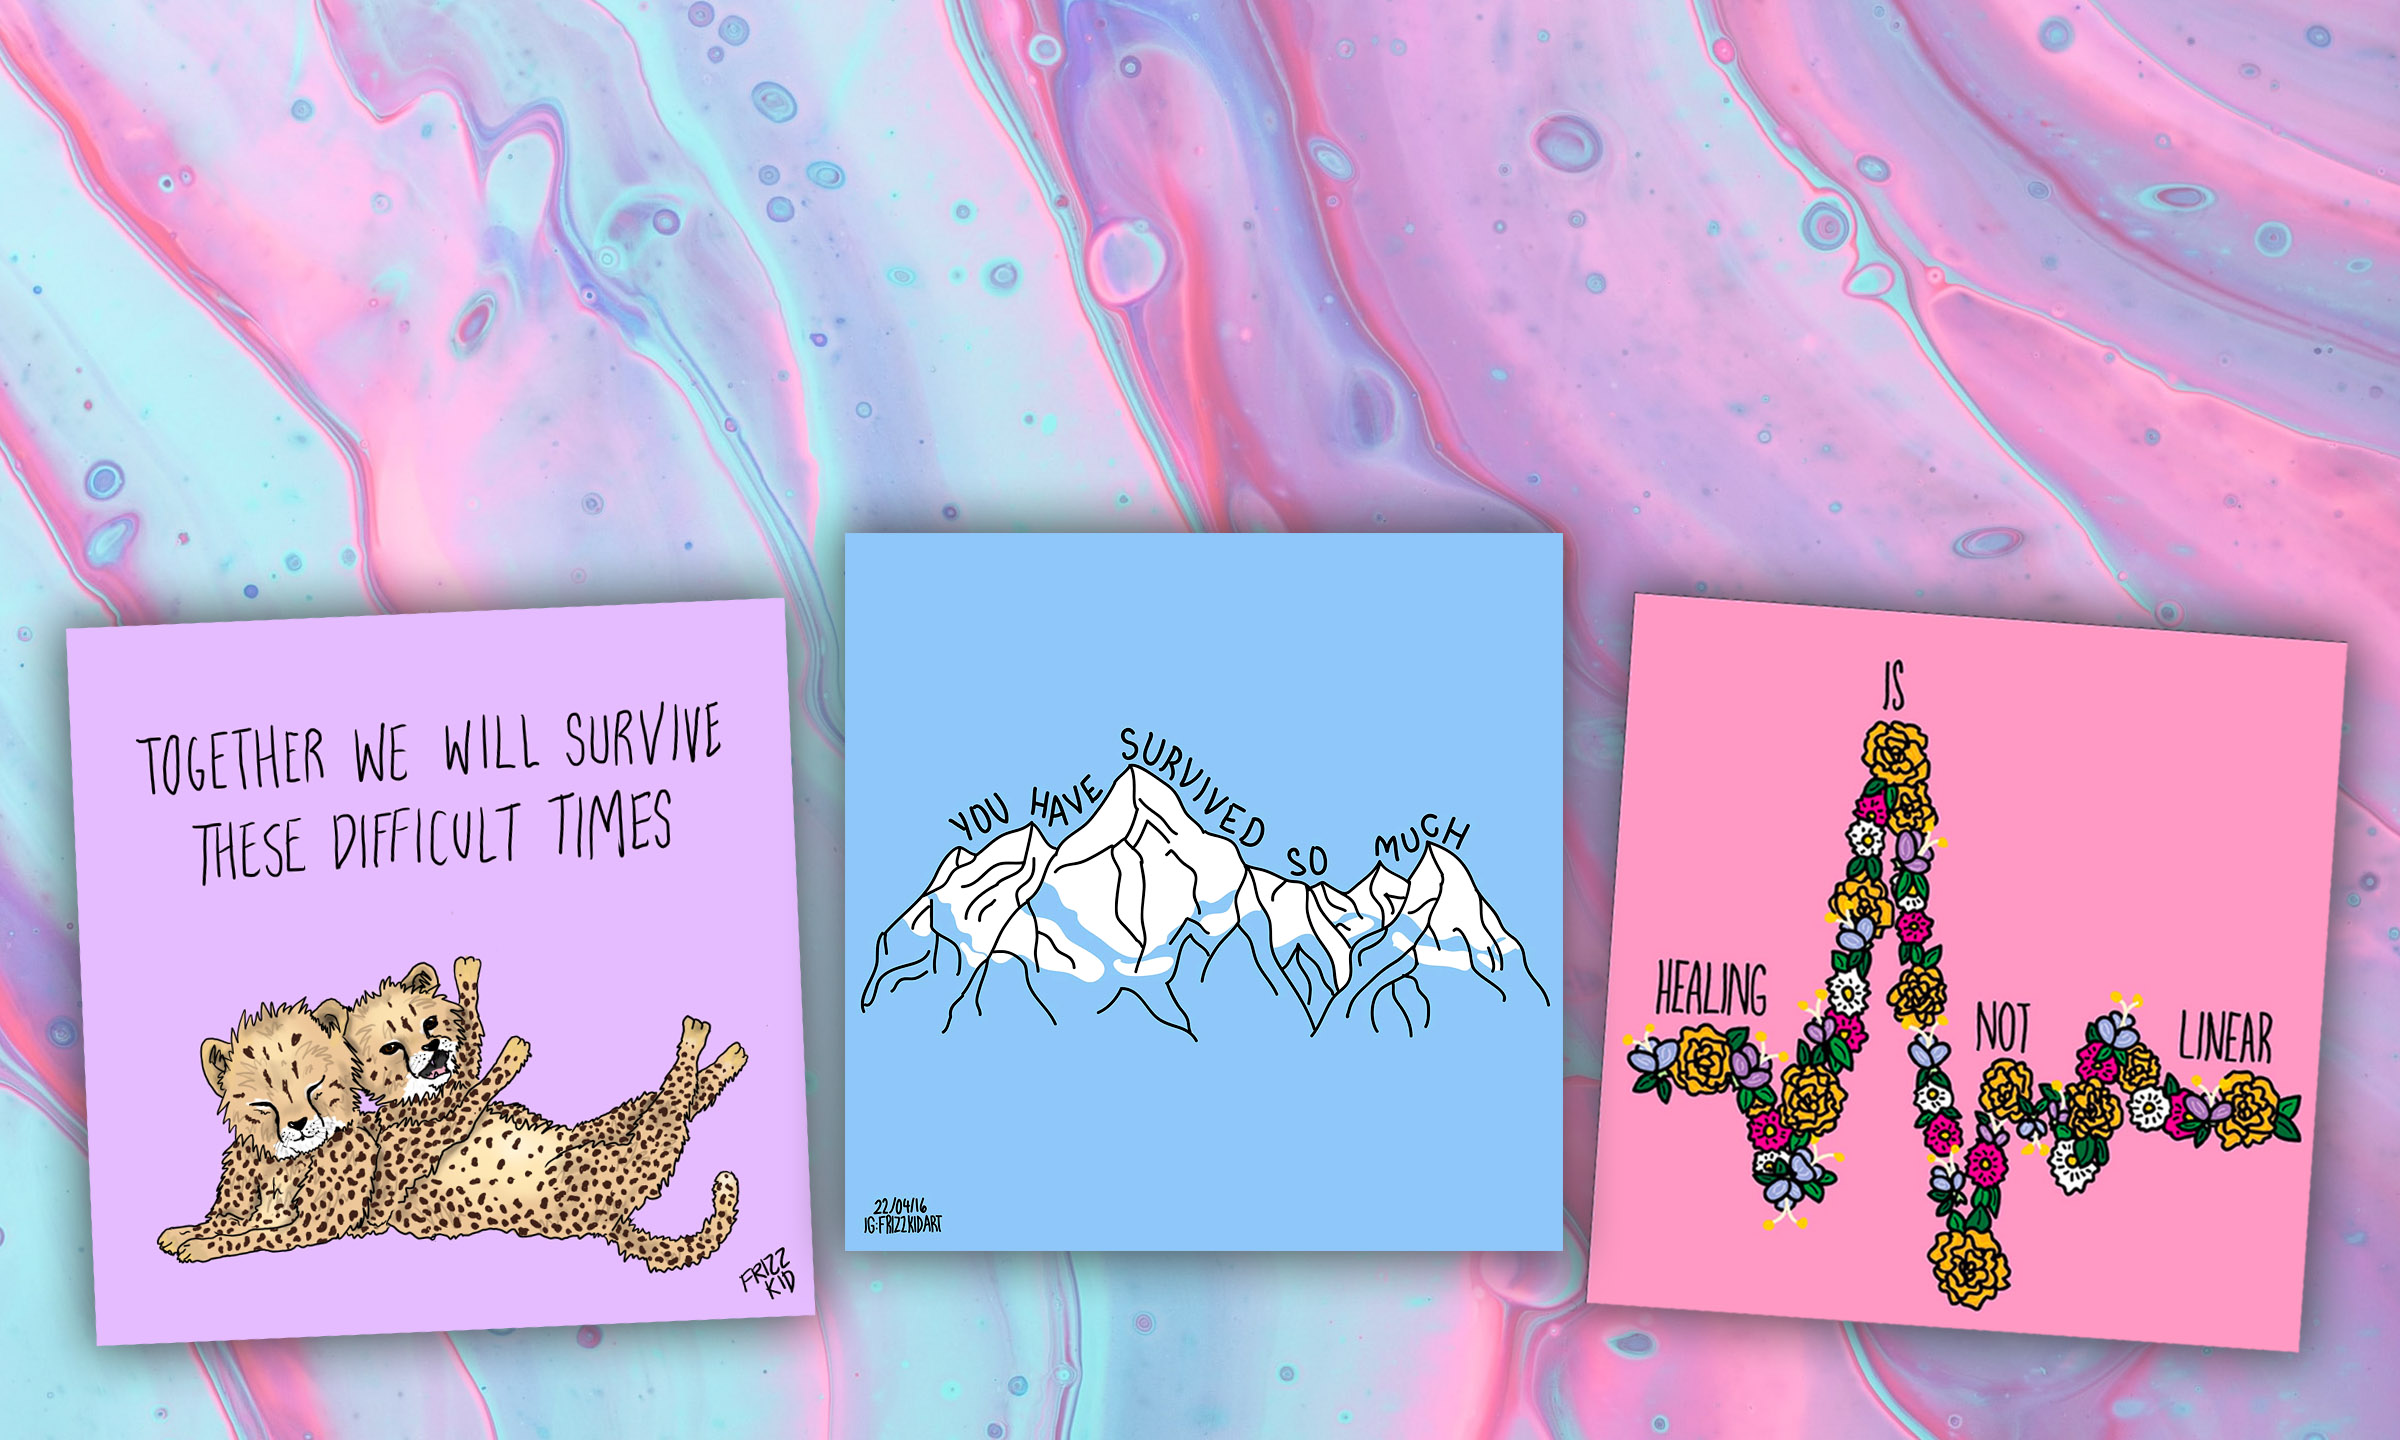 TOGETHER WE WILL SURVIVE
THESE DIFFICULT TIMES
FRIZZ
KID
YOU HAVE SURVIVED SO MUCH
22/04/16
IG:FRIZZKIDART
HEALING IS NOT LINEAR